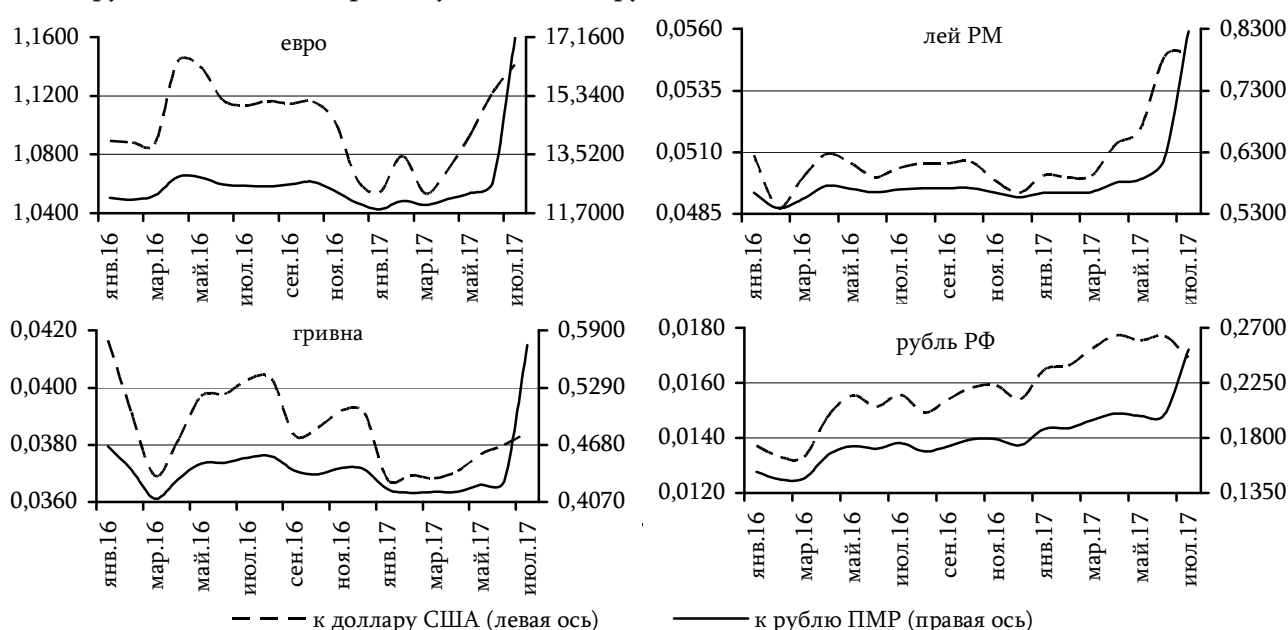 евро
1,1600 17,1600
1,1200 15,3400
1,0800 13,5200
1,0400 11,7000
янв.16 мар.16 май.16 июл.16 сен.16 ноя.16 янв.17 мар.17 май.17 июл.17
лей РМ
0,0560 0,8300
0,0535 0,7300
0,0510 0,6300
0,0485 0,5300
янв.16 мар.16 май.16 июл.16 сен.16 ноя.16 янв.17 мар.17 май.17 июл.17
гривна
0,0420 0,5900
0,0400 0,5290
0,0380 0,4680
0,0360 0,4070
янв.16 мар.16 май.16 июл.16 сен.16 ноя.16 янв.17 мар.17 май.17 июл.17
рубль РФ
0,0180 0,2700
0,0160 0,2250
0,0140 0,1800
0,0120 0,1350
янв.16 мар.16 май.16 июл.16 сен.16 ноя.16 янв.17 мар.17 май.17 июл.17
к доллару США (левая ось) к рублю ПМР (правая ось)